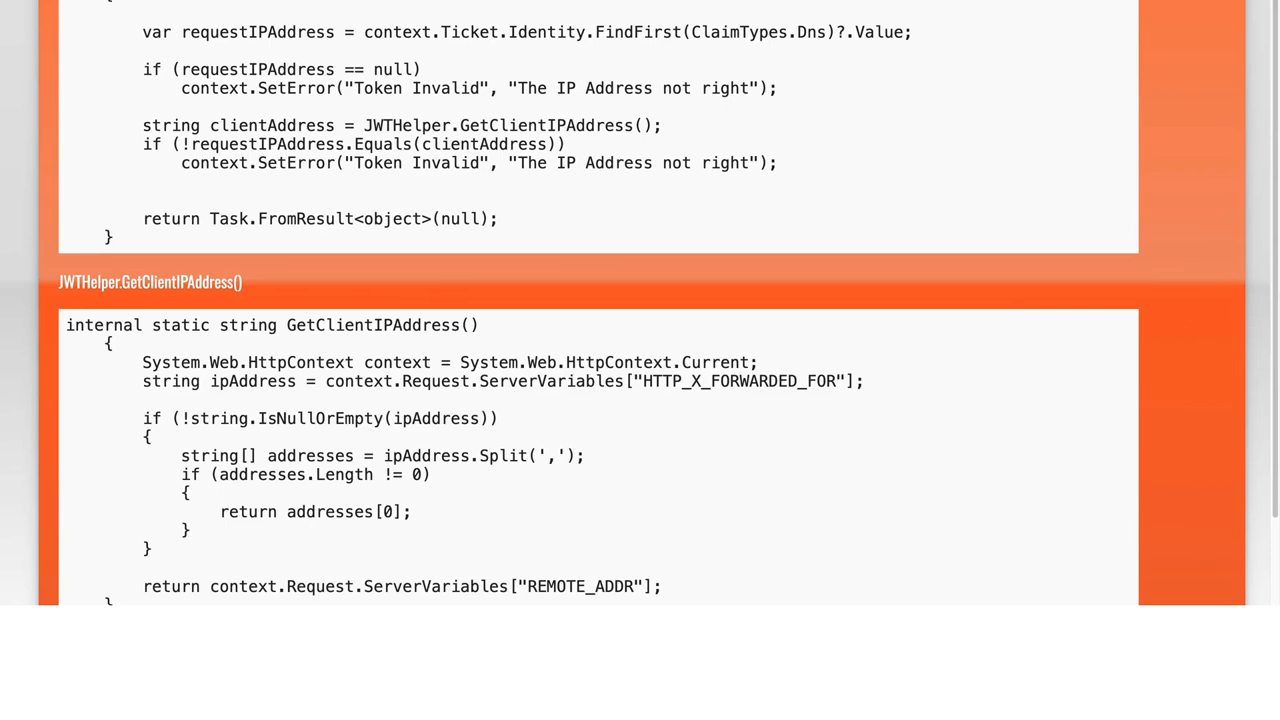 {
var requestIPAddress = context.Ticket.Identity.FindFirst(ClaimTypes.Dns)?.Value;
if (requestIPAddress == null)
context.SetError("Token Invalid", "The IP Address not right");
string clientAddress = JWTHelper.GetClientIPAddress();
if (!requestIPAddress.Equals(clientAddress))
context.SetError("Token Invalid", "The IP Address not right");
return Task.FromResult<object>(null);
}
JWTHelper.GetClientIPAddress()
internal static string GetClientIPAddress()
{
System.Web.HttpContext context = System.Web.HttpContext.Current;
string ipAddress = context.Request.ServerVariables["HTTP_X_FORWARDED_FOR"];
if (!string.IsNullOrEmpty(ipAddress))
{
string[] addresses = ipAddress.Split(',');
if (addresses.Length != 0)
{
return addresses[0];
}
}
return context.Request.ServerVariables["REMOTE_ADDR"];
}